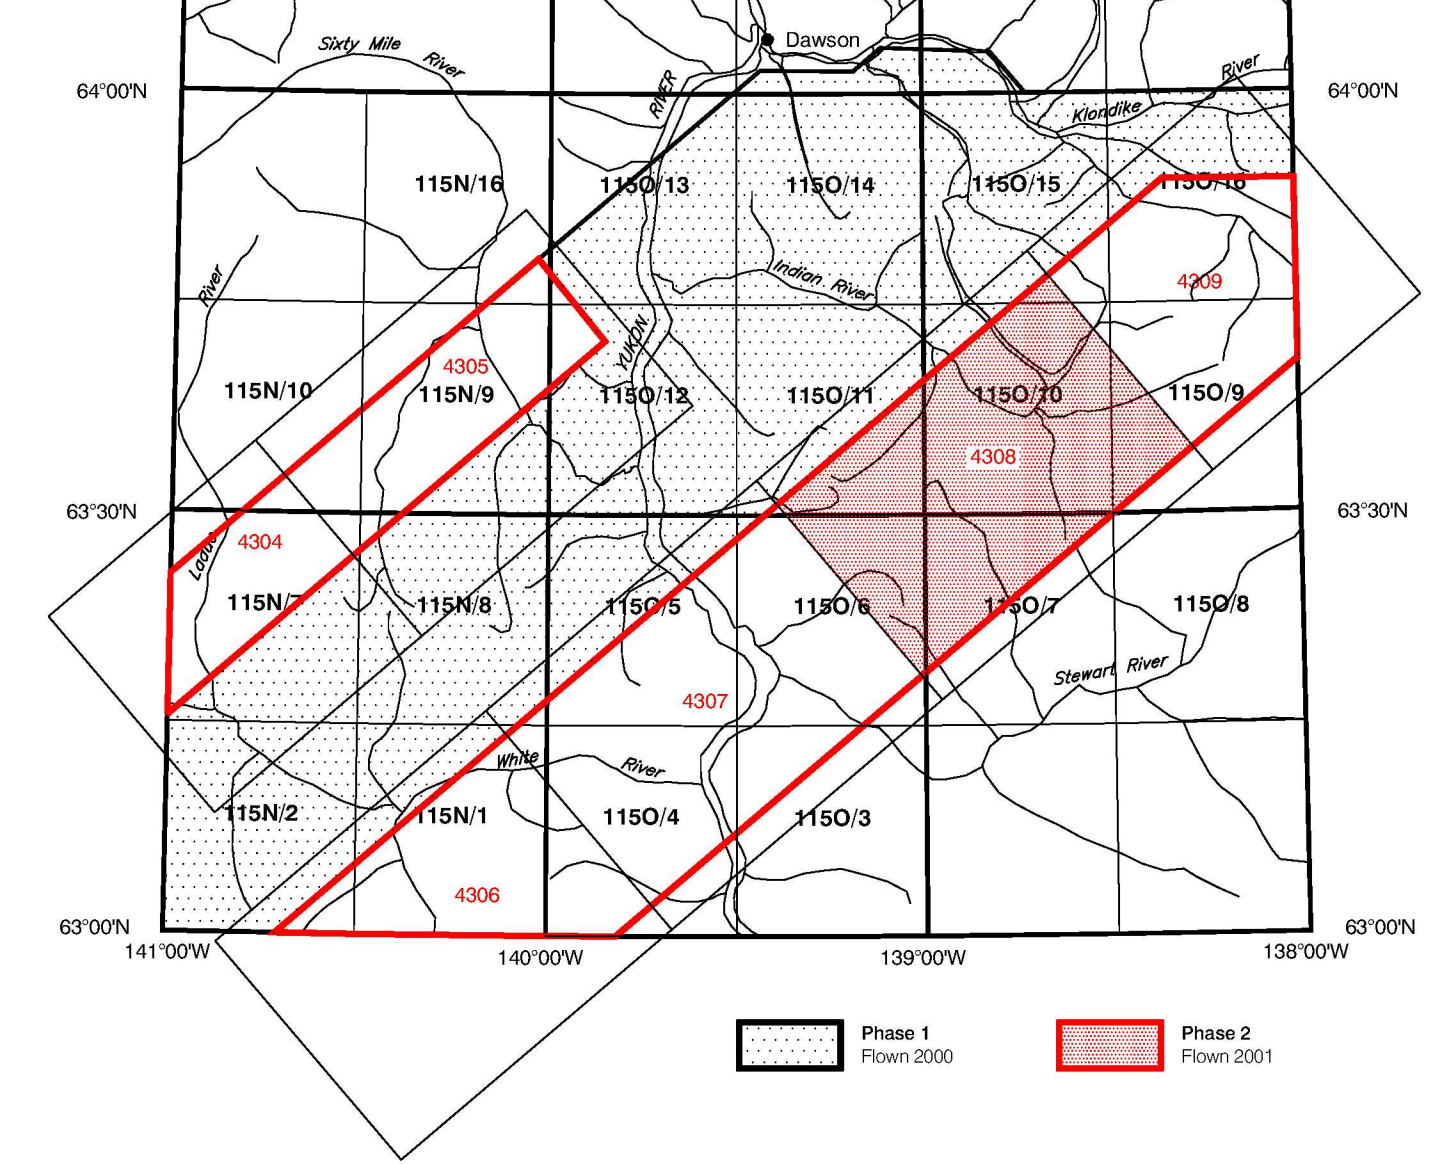 Dawson
Sixty Mile
River
River
64°00'N
RIVER
Klondike
64°00'N
115N/16
115O/13
115O/14
115O/15
115O/16
River
Indian River
4309
YUKON
4305
115N/10
115N/9
115O/12
115O/11
115O/10
115O/9
4308
63°30'N
63°30'N
Ladue
4304
115N/7
115N/8
115O/5
115O/6
115O/7
115O/8
Stewart River
4307
White
River
115N/2
115N/1
115O/4
115O/3
4306
63°00'N
63°00'N
141°00'W
140°00'W
139°00'W
138°00'W
Phase 1
Flown 2000
Phase 2
Flown 2001